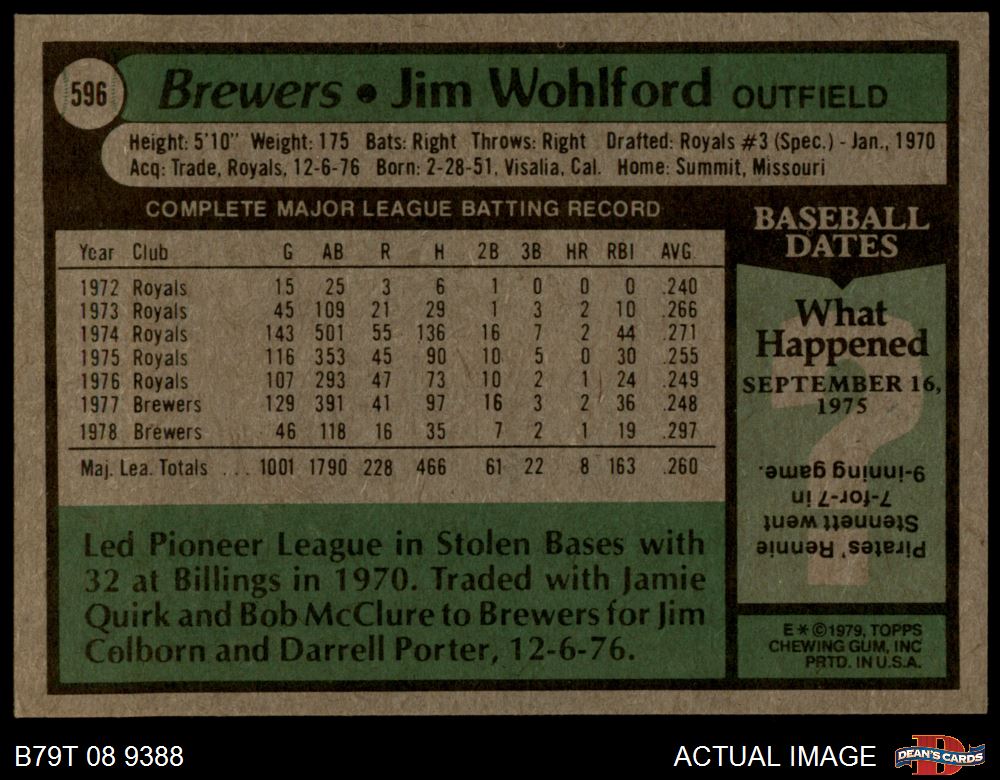 596
Brewers • Jim Wohlford OUTFIELD
Height: 5'10" Weight: 175 Bats: Right Throws: Right Drafted: Royals #3 (Spec.) - Jan., 1970
Acq: Trade, Royals, 12-6-76 Born: 2-28-51, Visalia, Cal. Home: Summit, Missouri
COMPLETE MAJOR LEAGUE BATTING RECORD
Year Club G AB R H 2B 3B HR RBI AVG.
1972 Royals 15 25 3 6 1 0 0 0 .240
1973 Royals 45 109 21 29 1 3 2 10 .266
1974 Royals 143 501 55 136 16 7 2 44 .271
1975 Royals 116 353 45 90 10 5 0 30 .255
1976 Royals 107 293 47 73 10 2 1 24 .249
1977 Brewers 129 391 41 97 16 3 2 36 .248
1978 Brewers 46 118 16 35 7 2 1 19 .297
Maj. Lea. Totals ... 1001 1790 228 466 61 22 8 163 .260
Led Pioneer League in Stolen Bases with
32 at Billings in 1970. Traded with Jamie
Quirk and Bob McClure to Brewers for Jim
Colborn and Darrell Porter, 12-6-76.
BASEBALL
DATES
What
Happened
SEPTEMBER 16,
1975
?
Pirates' Rennie
Stennett went
7-for-7 in
9-inning game.
E * © 1979, TOPPS
CHEWING GUM, INC
PRTD. IN U.S.A.
B79T 08 9388
ACTUAL IMAGE
D
DEAN'S CARDS